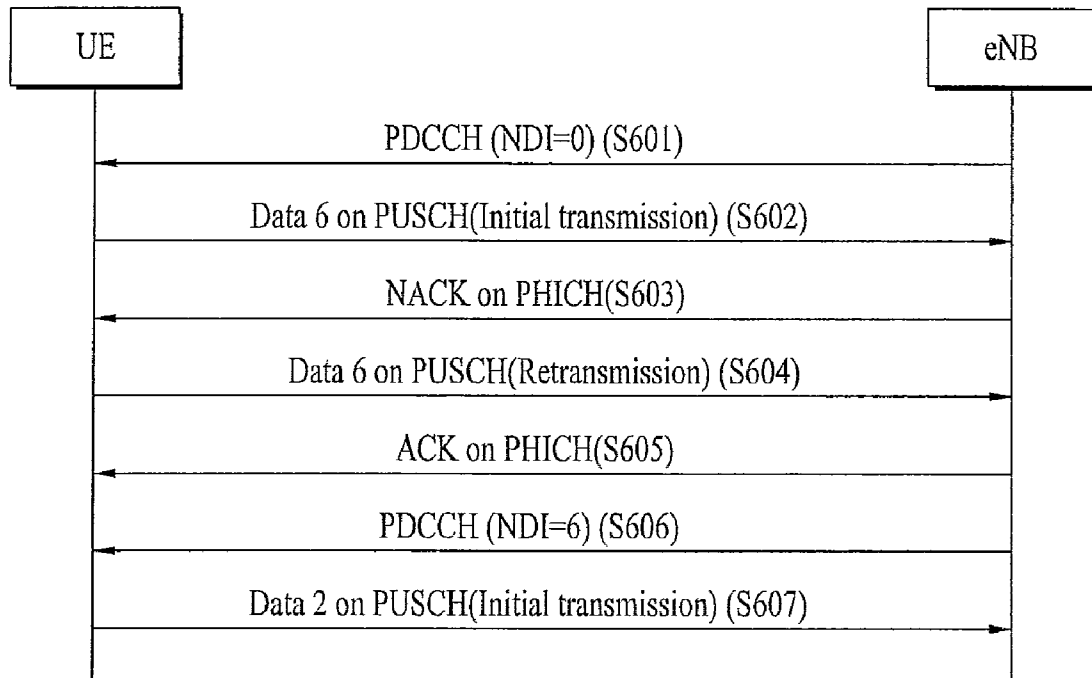 UE
eNB
PDCCH (NDI=0) (S601)
Data 6 on PUSCH(Initial transmission) (S602)
NACK on PHICH(S603)
Data 6 on PUSCH(Retransmission) (S604)
ACK on PHICH(S605)
PDCCH (NDI=6) (S606)
Data 2 on PUSCH(Initial transmission) (S607)